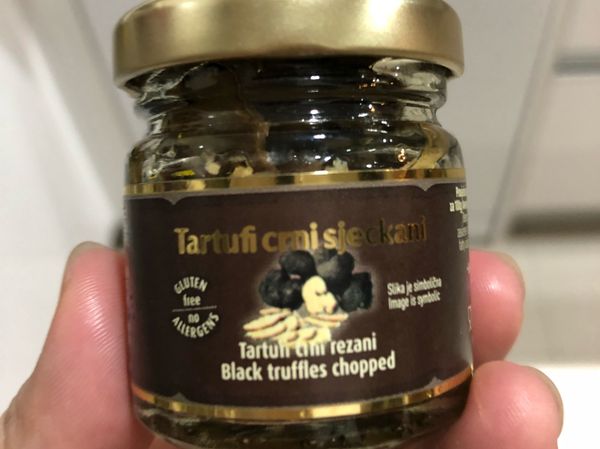 Tartufi crni sjeckani
GLUTEN
free
no
ALLERGENS
Slika je simbolična
Image is symbolic
Tartufi crni rezani
Black truffles chopped